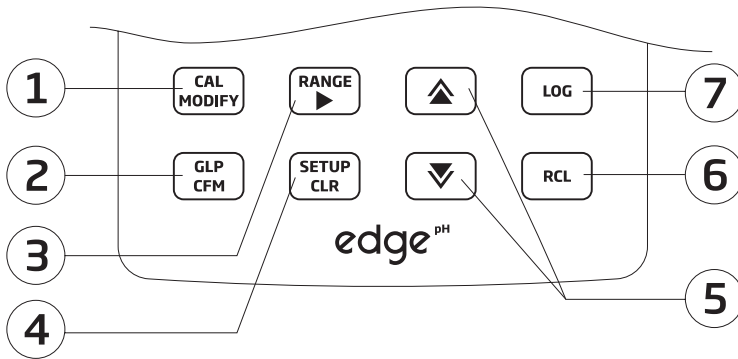 1
CAL
MODIFY
RANGE
LOG
7
2
GLP
CFM
SETUP
CLR
RCL
6
3
edge pH
5
4